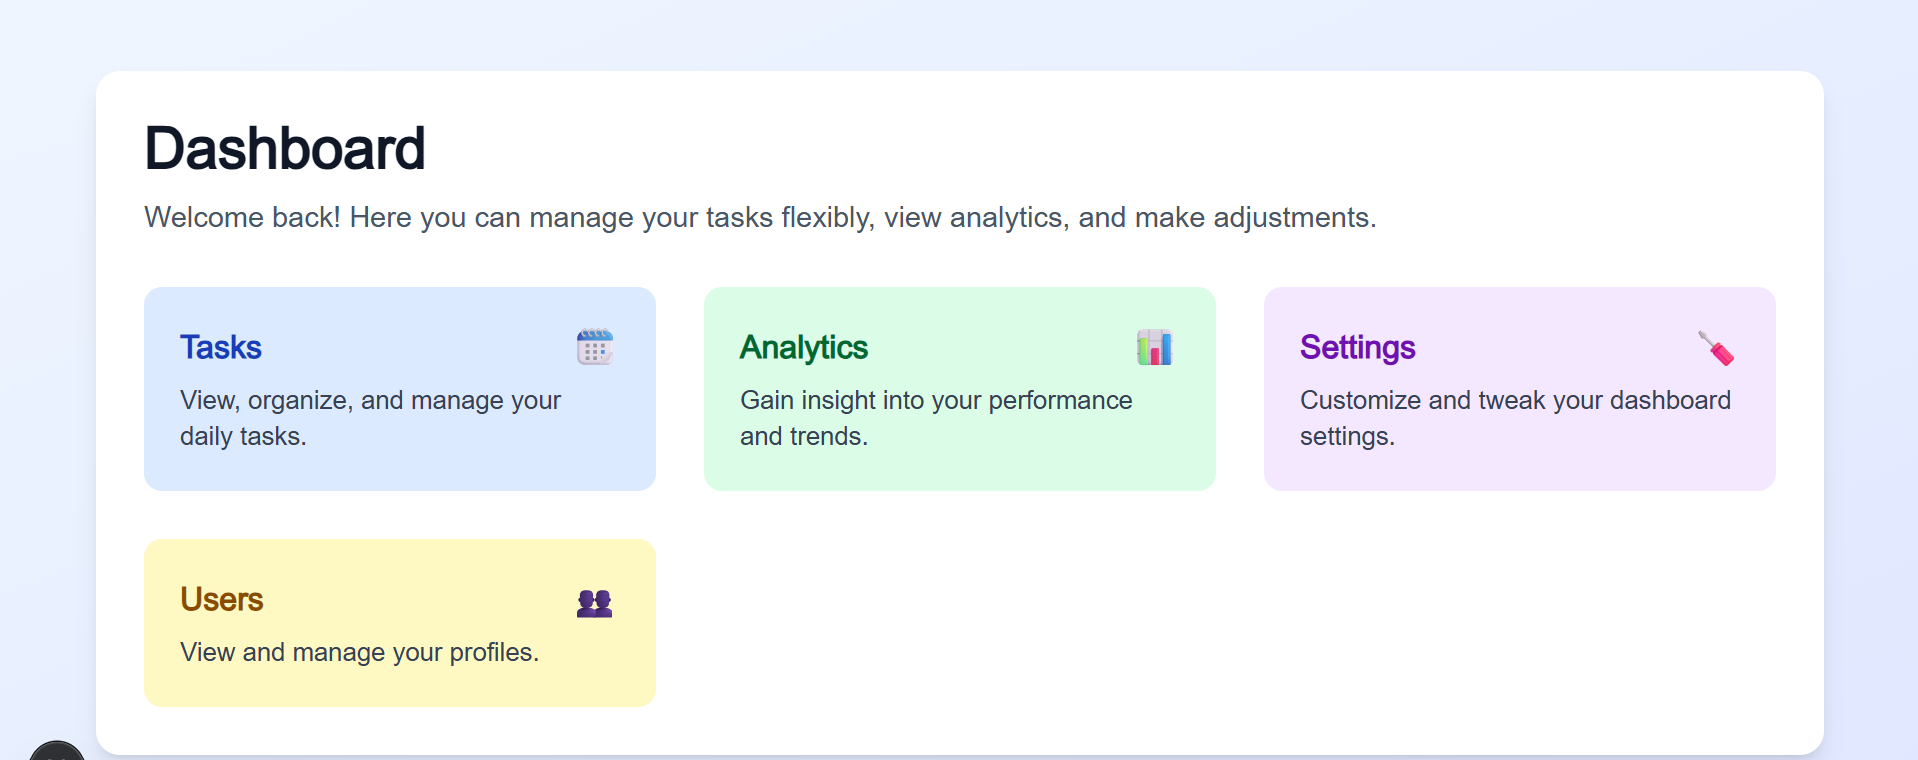 Dashboard
Welcome back! Here you can manage your tasks flexibly, view analytics, and make adjustments.
Tasks
View, organize, and manage your
daily tasks.
Analytics
Gain insight into your performance
and trends.
Settings
Customize and tweak your dashboard
settings.
Users
View and manage your profiles.